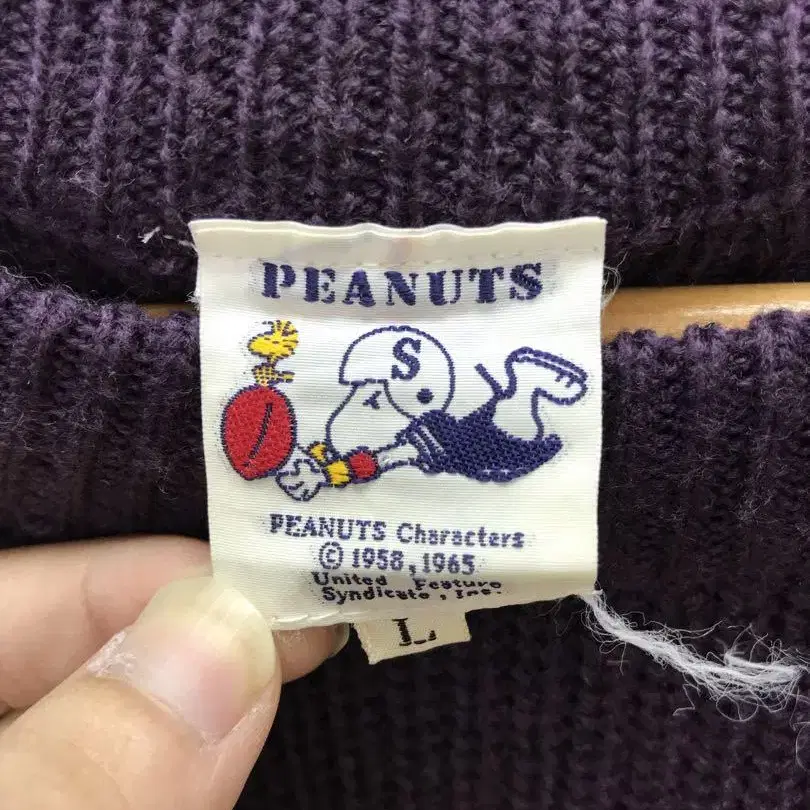 PEANUTS
S
PEANUTS Characters
© 1958, 1965
United Feature
Syndicate, Inc.
L